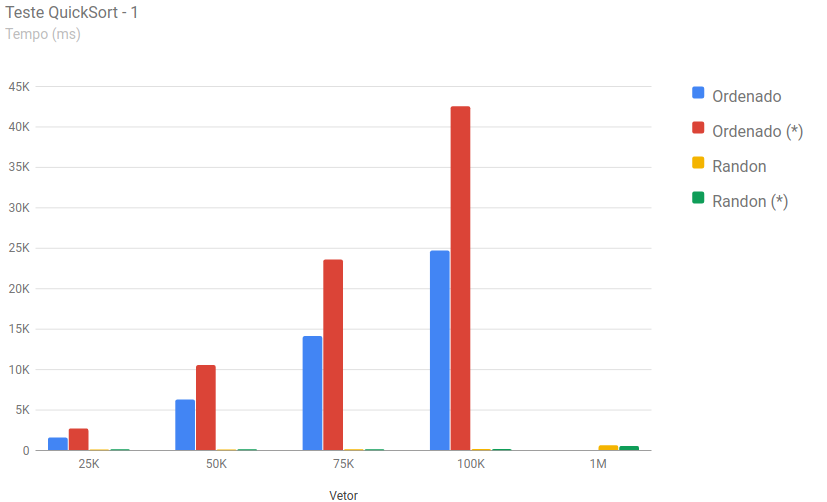 Teste QuickSort - 1
Tempo (ms)
45K
40K
35K
30K
25K
20K
15K
10K
5K
0
25K
50K
75K
100K
1M
Vetor
Ordenado
Ordenado (*)
Randon
Randon (*)